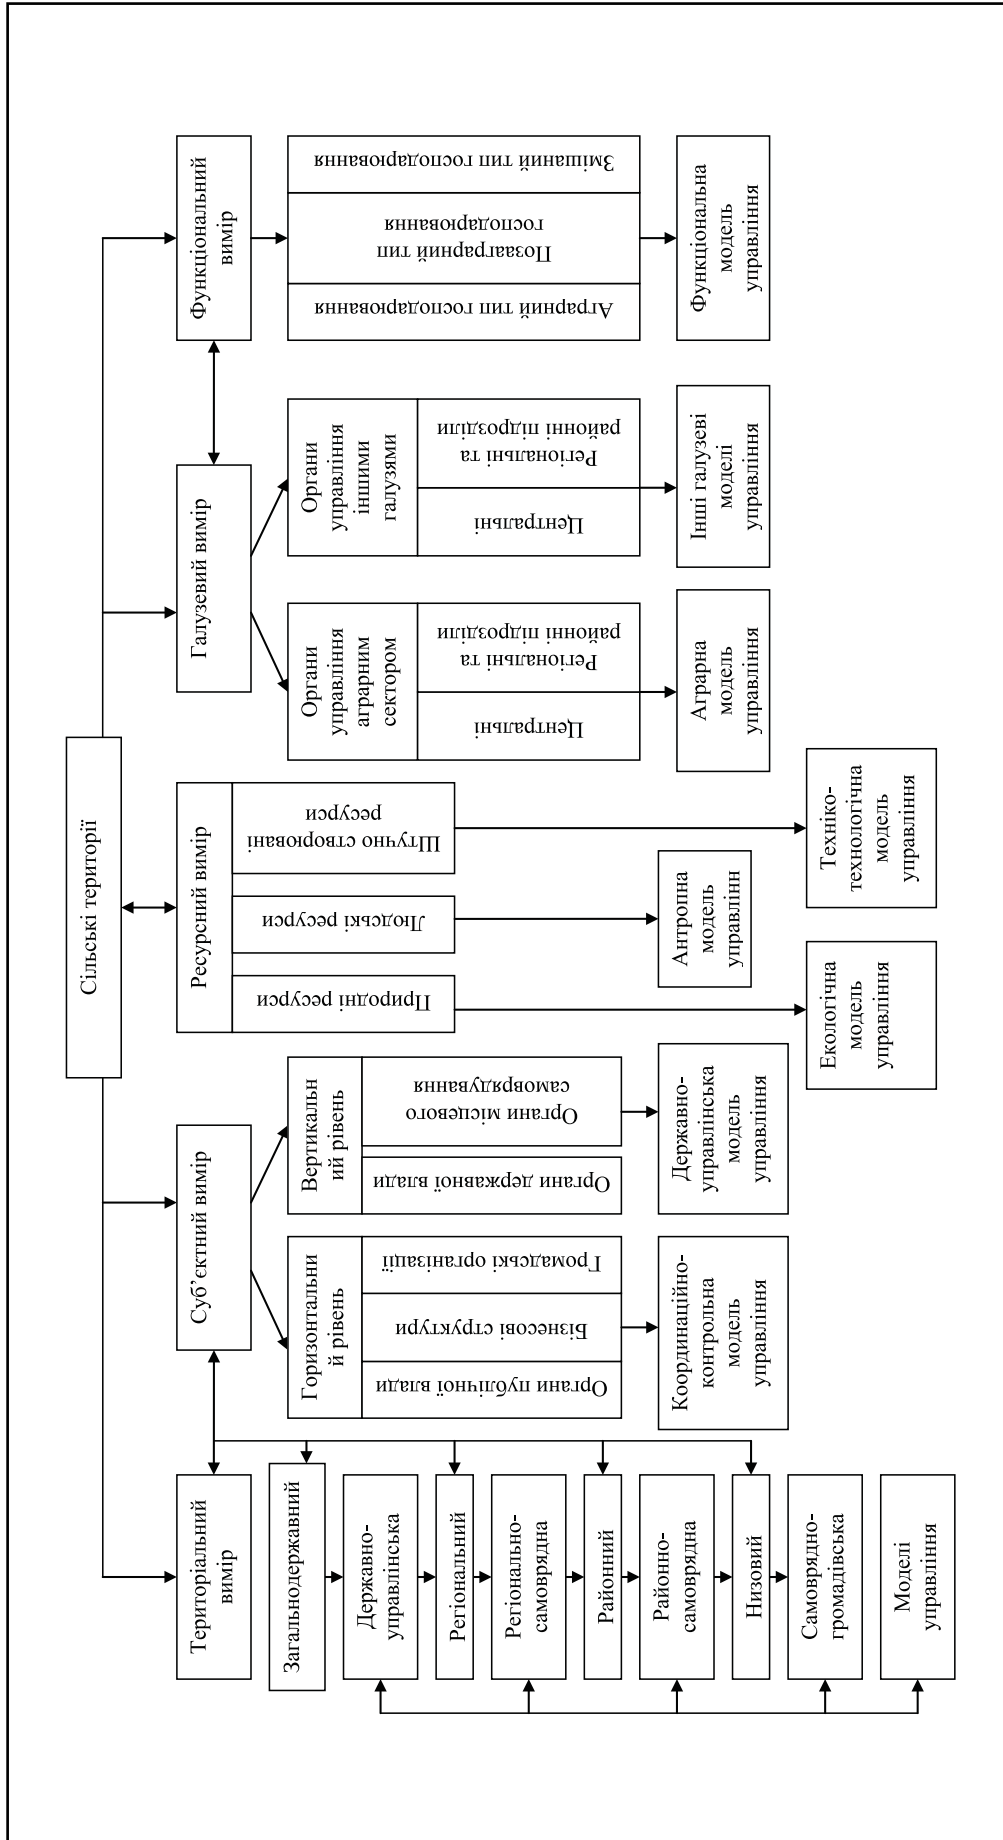 Сільські території
Територіальний
вимір
Загальнодержавний
Державно-
управлінська
Регіональний
Регіонально-
самоврядна
Районний
Районно-
самоврядна
Низовий
Самоврядно-
громадівська
Моделі
управління
Суб’єктний вимір
Горизонтальни
й рівень
Органи публічної влади
Бізнесові структури
Громадські організації
Координаційно-
контрольна
модель
управління
Вертикальн
ий рівень
Органи державної влади
Органи місцевого
самоврядування
Державно-
управлінська
модель
управління
Ресурсний вимір
Природні ресурси
Людські ресурси
Штучно створювані
ресурси
Екологічна
модель
управління
Антропна
модель
управлінн
Техніко-
технологічна
модель
управління
Галузевий вимір
Органи
управління
аграрним
сектором
Центральні
Регіональні та
районні підрозділи
Аграрна
модель
управління
Органи
управління
іншими
галузями
Центральні
Регіональні та
районні підрозділи
Інші галузеві
моделі
управління
Функціональний
вимір
Аграрний тип господарювання
Позааграрний тип
господарювання
Змішаний тип господарювання
Функціональна
модель
управління